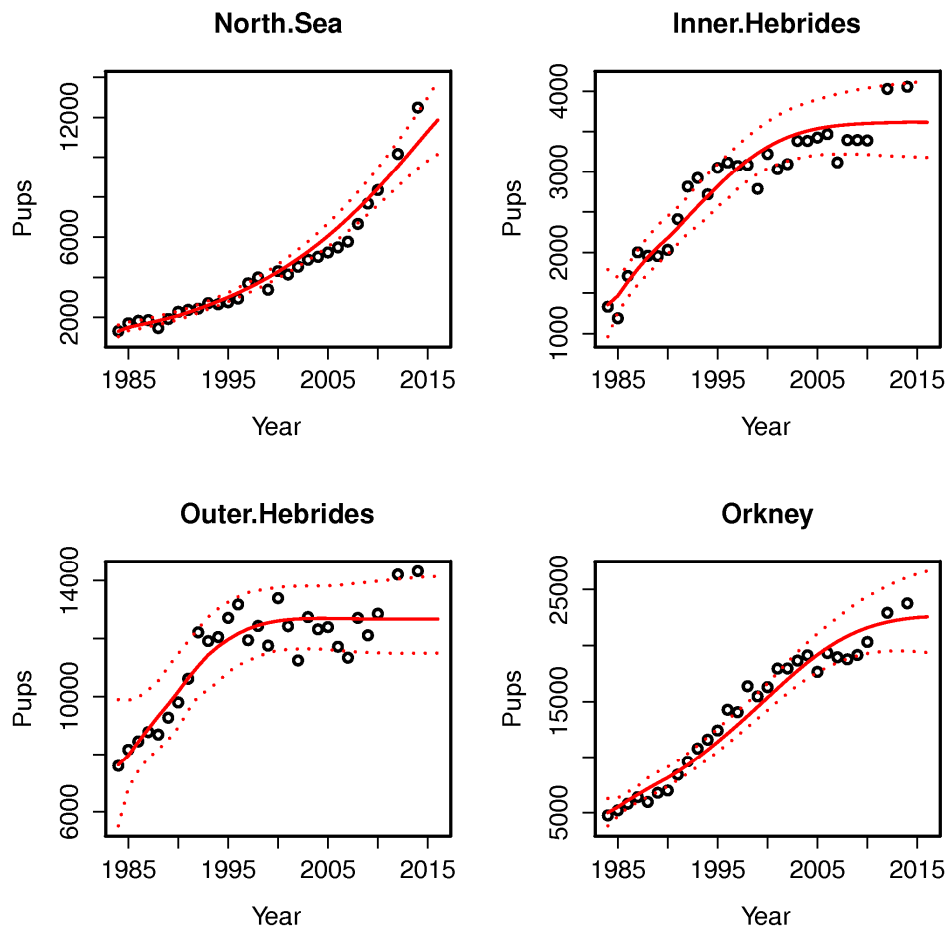 North.Sea
Pups
12000
6000
2000
1985 1995 2005 2015
Year
Inner.Hebrides
Pups
4000
3000
2000
1000
1985 1995 2005 2015
Year
Outer.Hebrides
Pups
14000
10000
6000
1985 1995 2005 2015
Year
Orkney
Pups
25000
15000
5000
1985 1995 2005 2015
Year